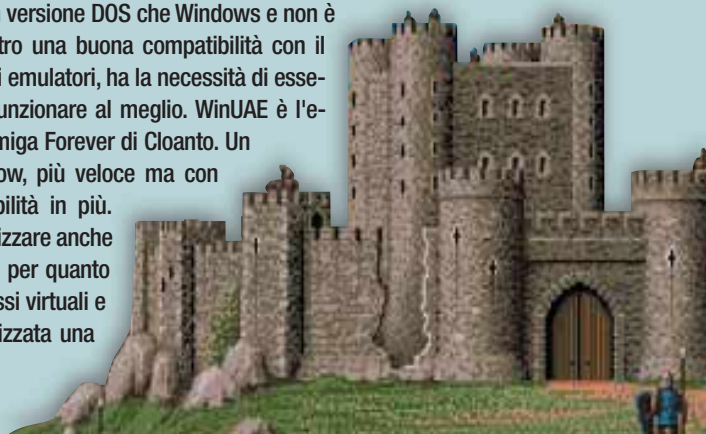 versione DOS che Windows e non è
tro una buona compatibilità con il
i emulatori, ha la necessità di esse-
unzionare al meglio. WinUAE è l'e-
miga Forever di Cloanto. Un
ow, più veloce ma con
bilità in più.
izzare anche
per quanto
ssi virtuali e
izzata una